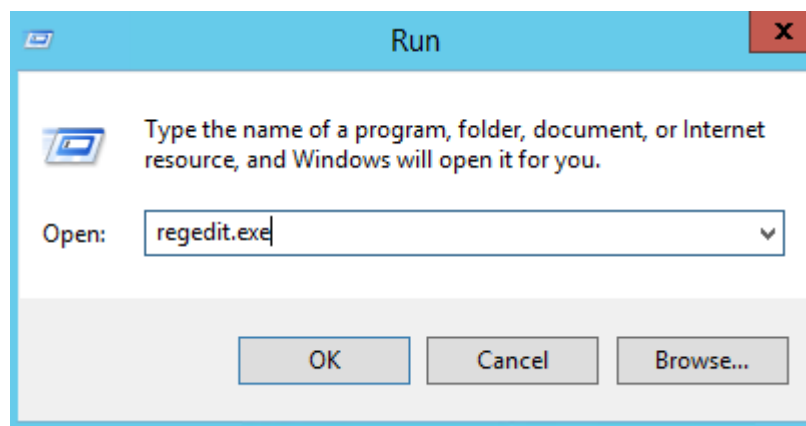 Run
x
Type the name of a program, folder, document, or Internet
resource, and Windows will open it for you.
Open: regedit.exe
OK Cancel Browse...